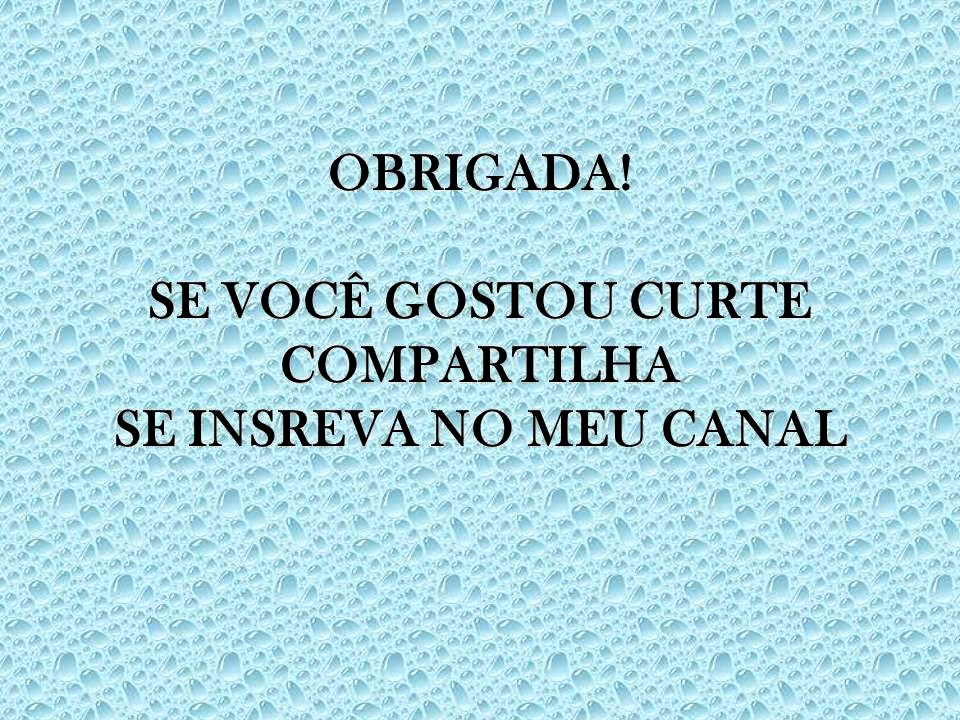 OBRIGADA!
SE VOCÊ GOSTOU CURTE
COMPARTILHA
SE INSREVA NO MEU CANAL